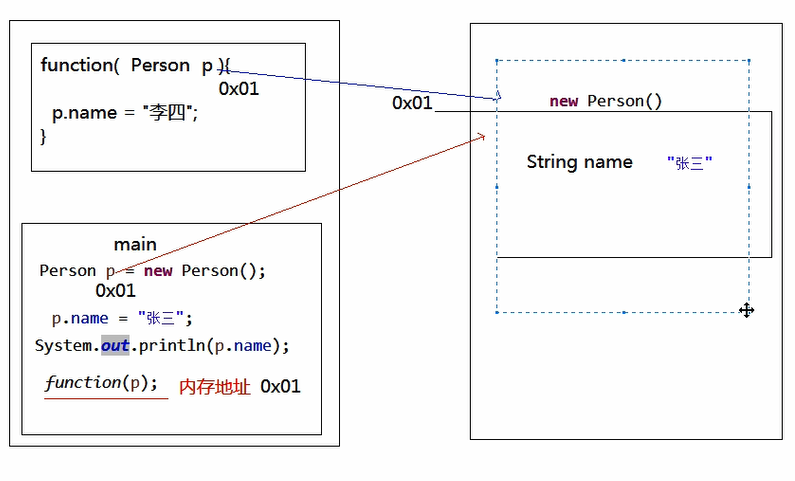 function( Person p ){
0x01
p.name = "李四";
}
main
Person p = new Person();
0x01
p.name = "张三";
System.out.println(p.name);
function(p); 内存地址 0x01
0x01
new Person()
String name "张三"